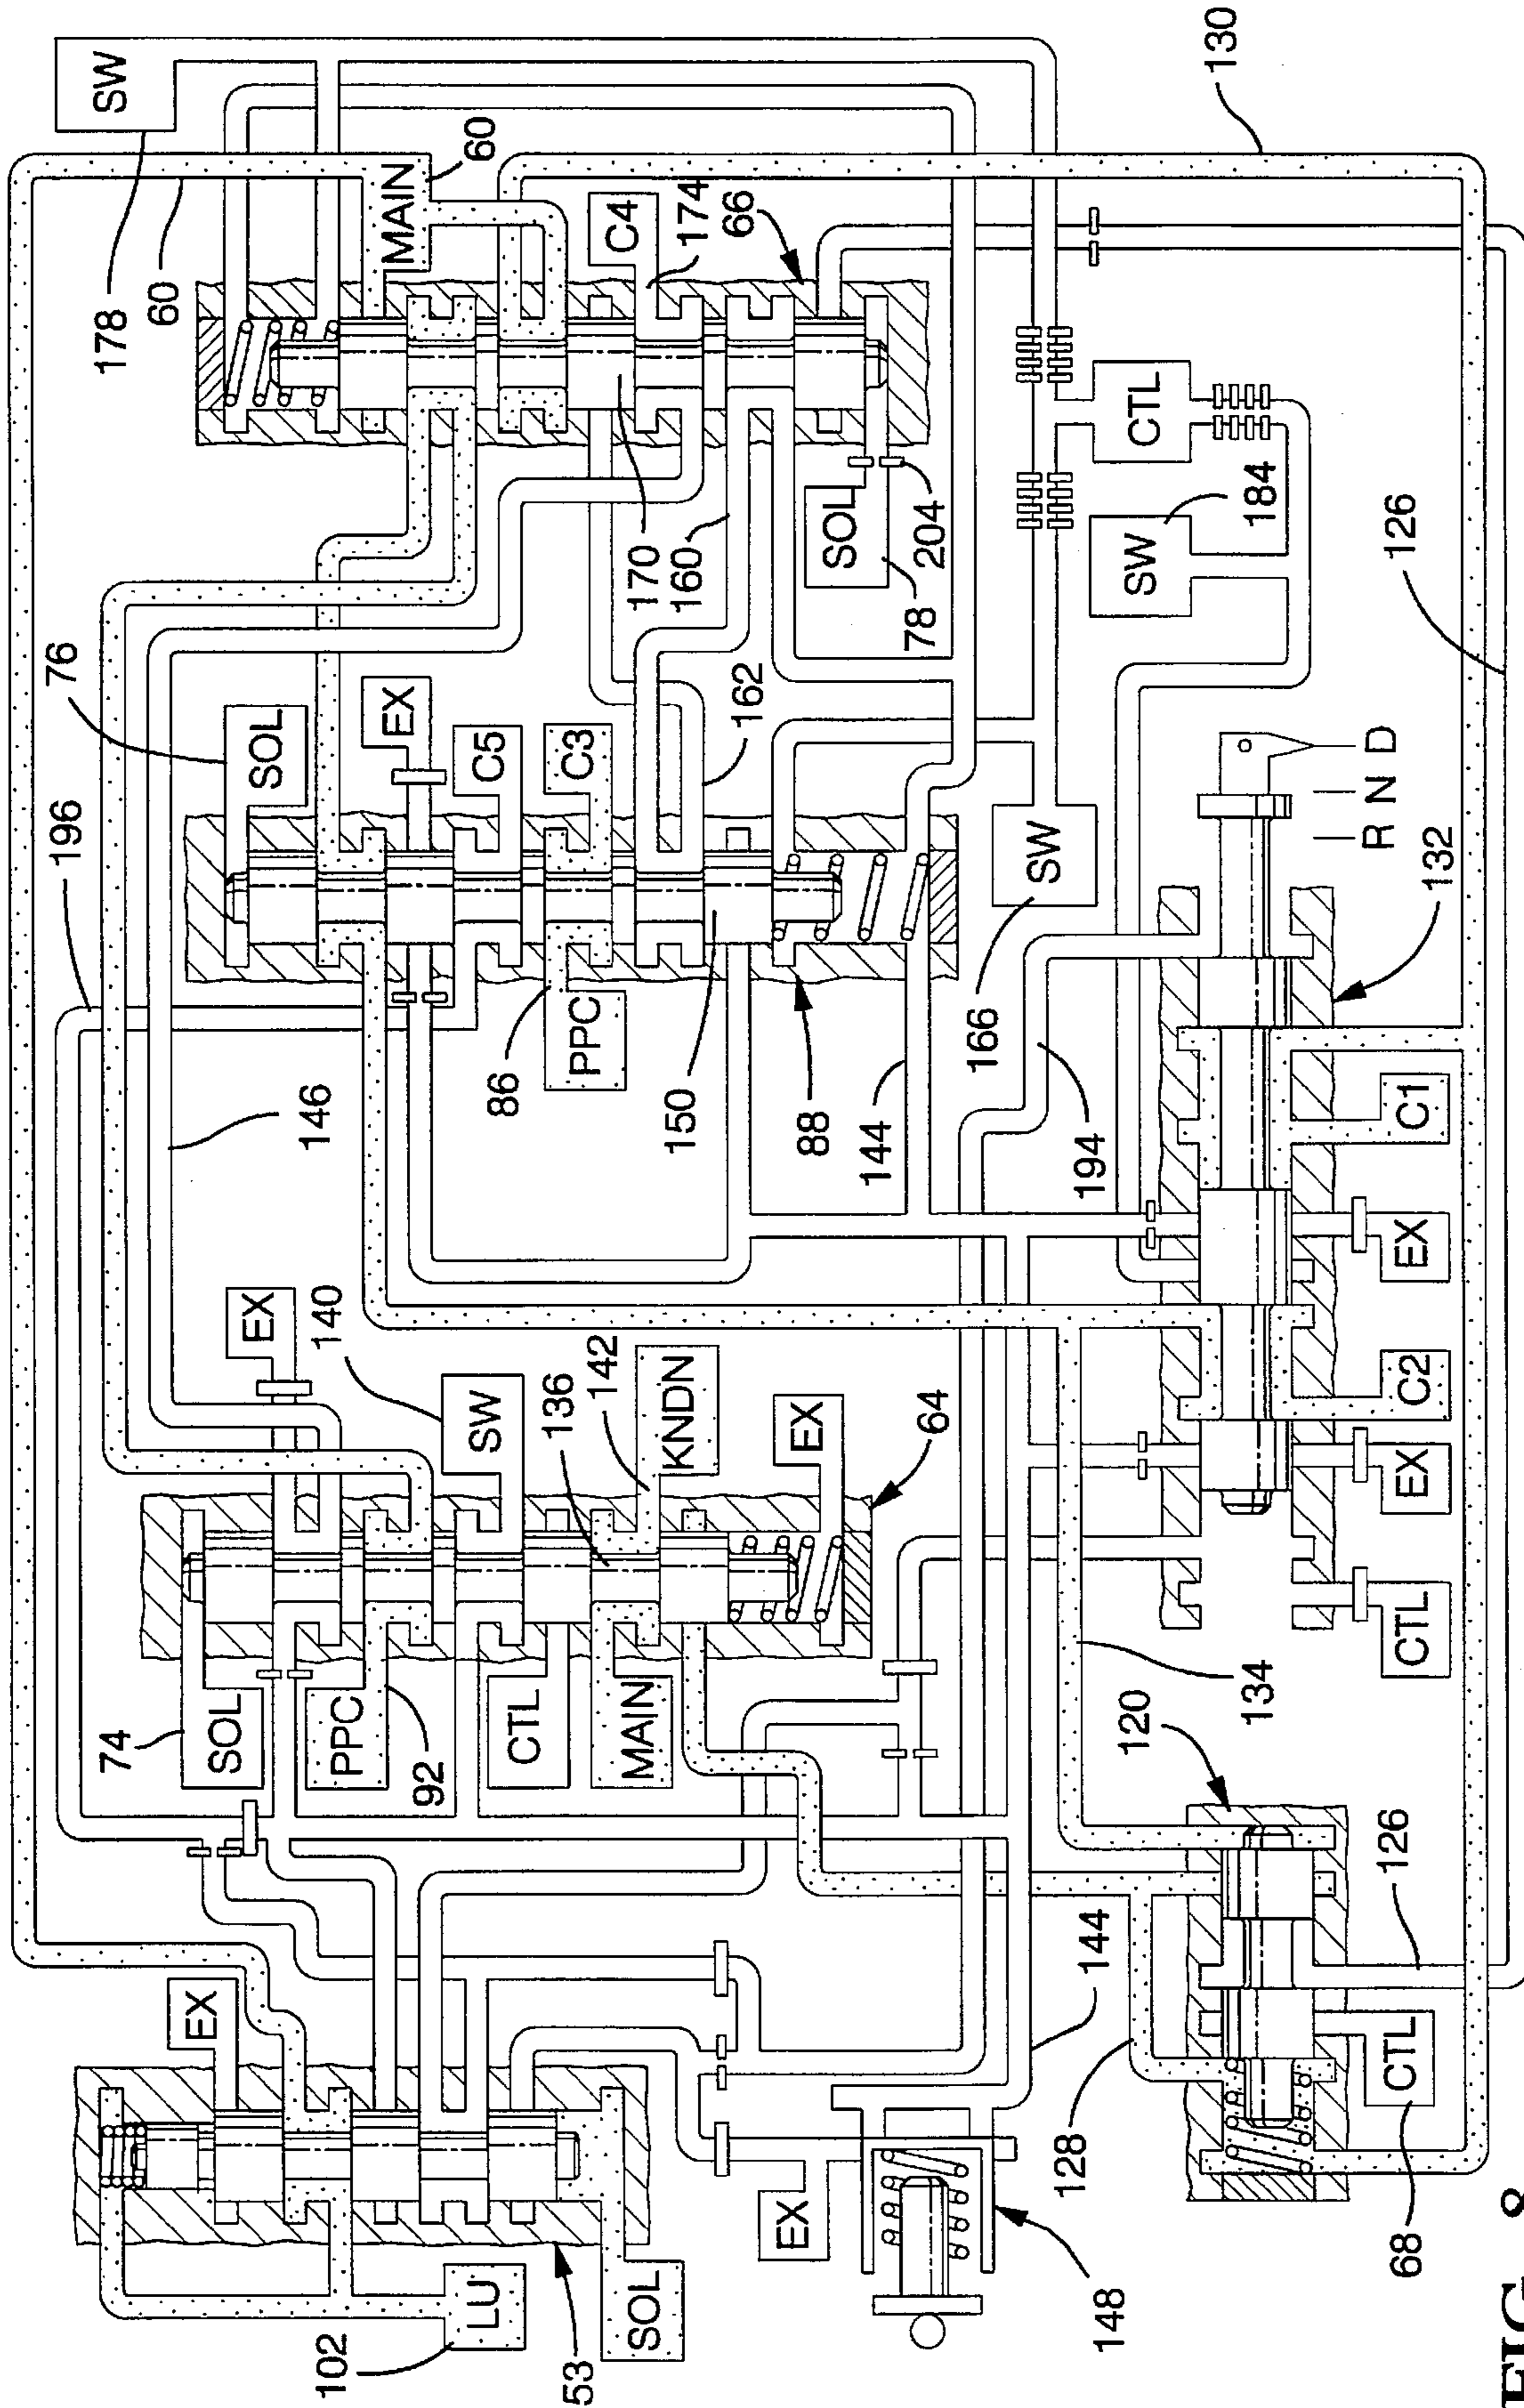 SW
178
60
MAIN
60
130
C4
174
66
76
SOL
EX
C5
C3
170
160
SOL
78
204
162
CTL
SW
184
126
196
86
PPC
150
88
144
SW
166
194
R N D
132
C1
EX
C2
EX
CTL
146
EX
140
SW
136
142
KNDN
EX
64
74
SOL
PPC
92
CTL
MAIN
134
120
126
144
128
CTL
68
EX
102
LU
53
SOL
EX
148
FIG. 8